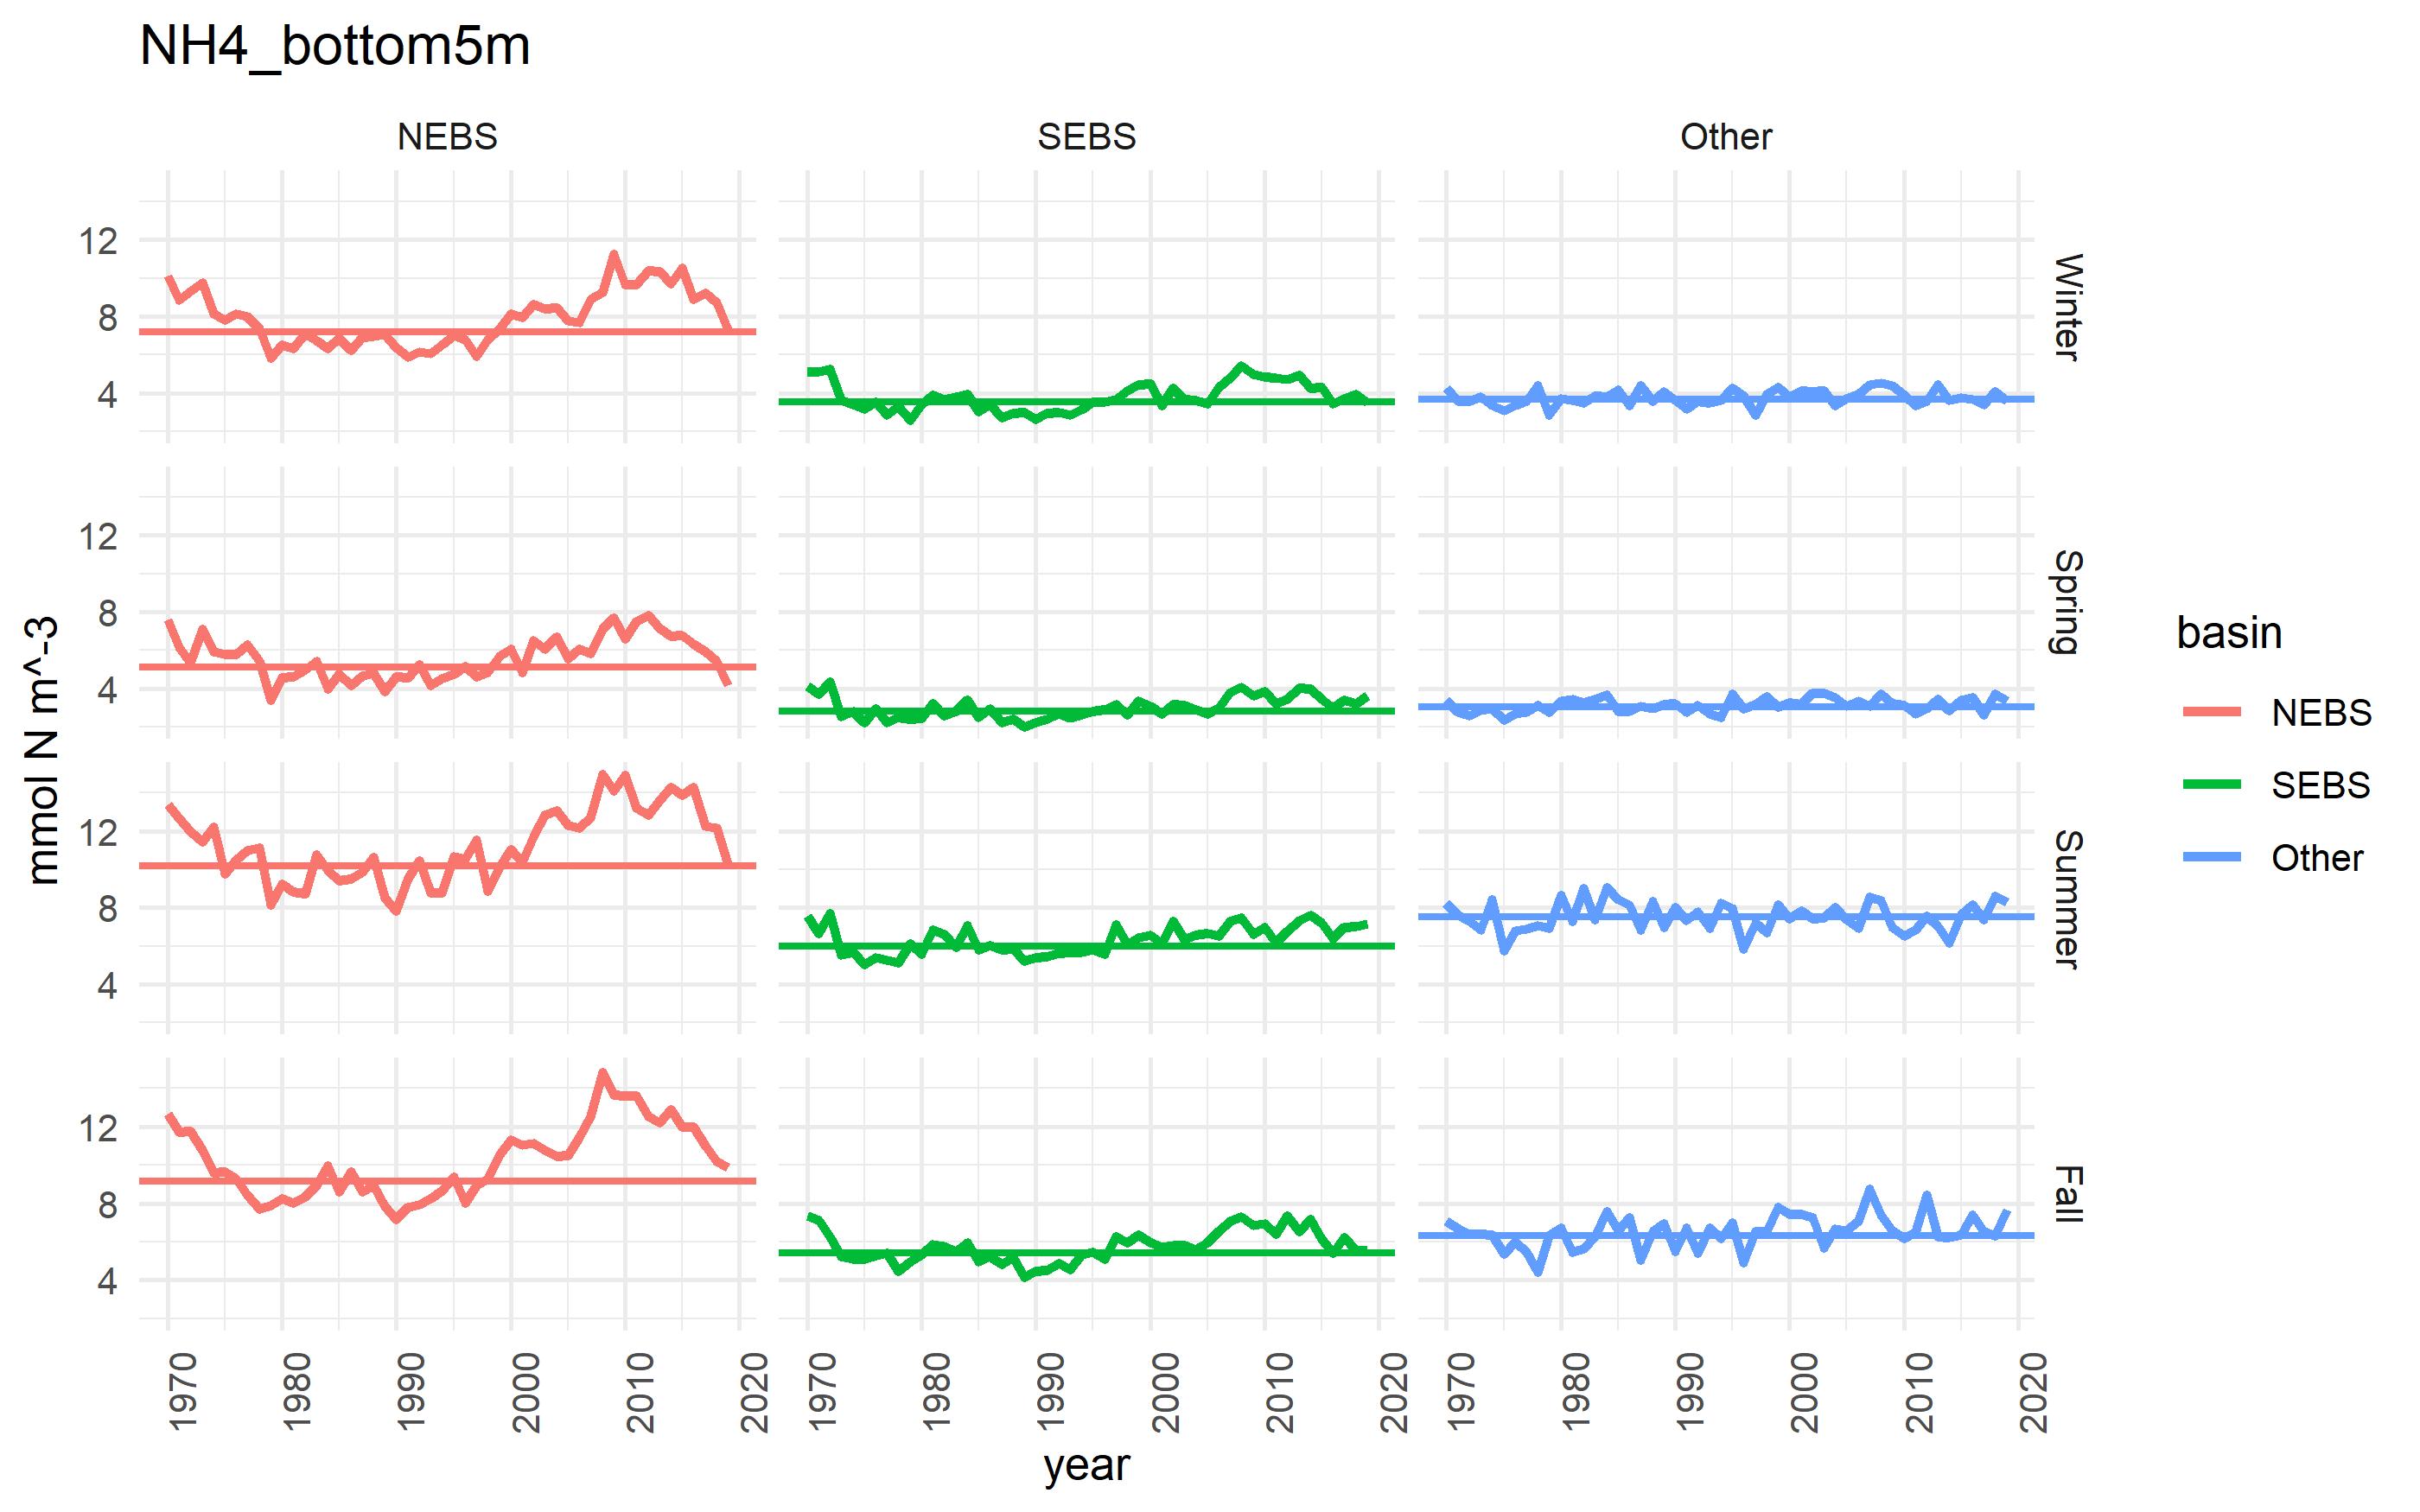 NH4_bottom5m
NEBS SEBS Other
12
8
4
Winter
12
8
4
Spring
12
8
4
Summer
12
8
4
Fall
mmol N m^-3
1970 1980 1990 2000 2010 2020 1970 1980 1990 2000 2010 2020 1970 1980 1990 2000 2010 2020
year
basin
NEBS
SEBS
Other